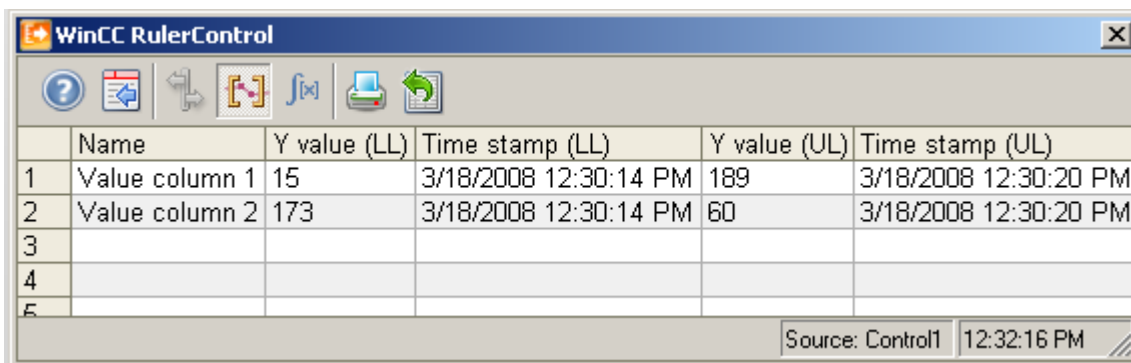 WinCC RulerControl
Name Y value (LL) Time stamp (LL) Y value (UL) Time stamp (UL)
1 Value column 1 15 3/18/2008 12:30:14 PM 189 3/18/2008 12:30:20 PM
2 Value column 2 173 3/18/2008 12:30:14 PM 60 3/18/2008 12:30:20 PM
3
4
5
Source: Control1 12:32:16 PM